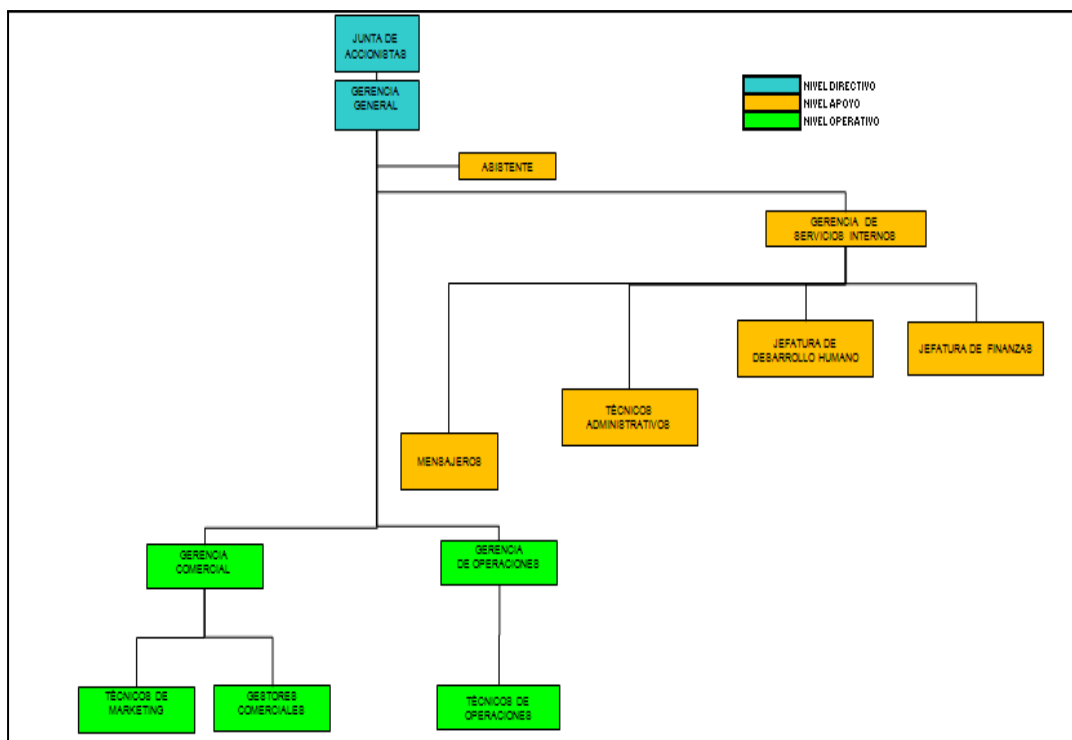 JUNTA DE
ACCIONISTAS
GERENCIA
GENERAL
NIVEL DIRECTIVO
NIVEL APOYO
NIVEL OPERATIVO
ASISTENTE
GERENCIA DE
SERVICIOS INTERNOS
JEFATURA DE
DESARROLLO HUMANO
JEFATURA DE FINANZAS
TÉCNICOS
ADMINISTRATIVOS
MENSAJEROS
GERENCIA
COMERCIAL
GERENCIA
DE OPERACIONES
TÉCNICOS DE
MARKETING
GESTORES
COMERCIALES
TÉCNICOS DE
OPERACIONES